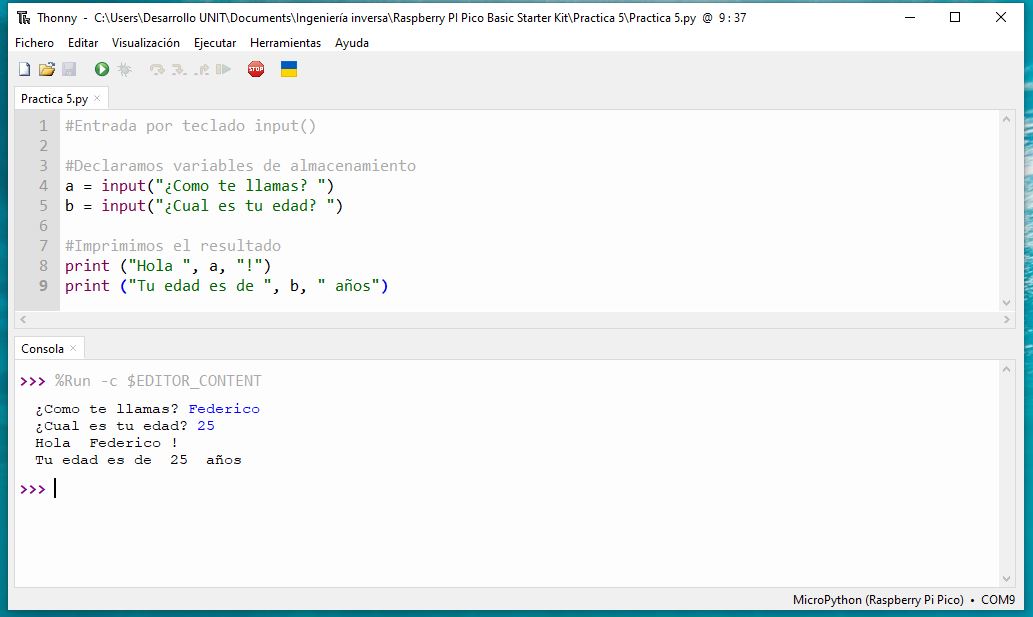 Thonny - C:\Users\Desarrollo UNIT\Documents\Ingeniería inversa\Raspberry PI Pico Basic Starter Kit\Practica 5\Practica 5.py @ 9 : 37
Fichero Editar Visualización Ejecutar Herramientas Ayuda
STOP
Practica 5.py ×
1 #Entrada por teclado input()
2
3 #Declaramos variables de almacenamiento
4 a = input("¿Como te llamas? ")
5 b = input("¿Cual es tu edad? ")
6
7 #Imprimimos el resultado
8 print ("Hola ", a, "!")
9 print ("Tu edad es de ", b, " años")
Consola ×
>>> %Run -c $EDITOR_CONTENT
¿Como te llamas? Federico
¿Cual es tu edad? 25
Hola  Federico !
Tu edad es de  25  años
>>>
MicroPython (Raspberry Pi Pico) • COM9